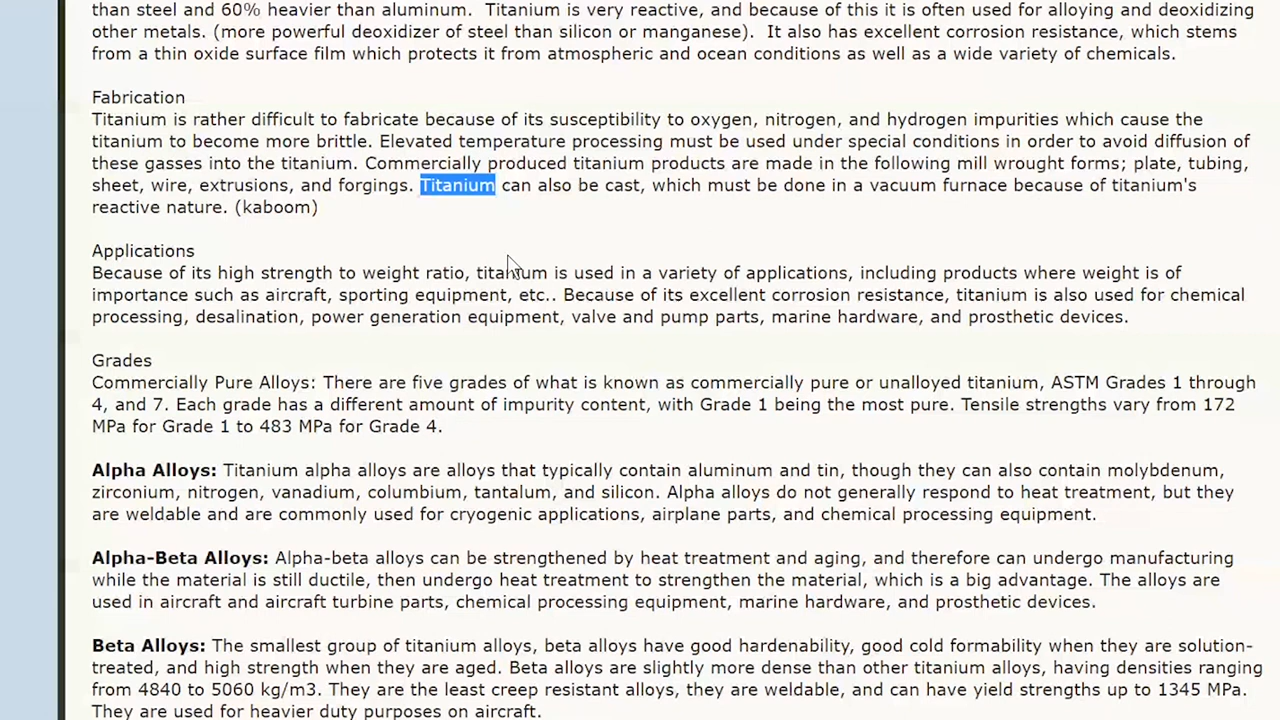 than steel and 60% heavier than aluminum.  Titanium is very reactive, and because of this it is often used for alloying and deoxidizing
other metals. (more powerful deoxidizer of steel than silicon or manganese).  It also has excellent corrosion resistance, which stems
from a thin oxide surface film which protects it from atmospheric and ocean conditions as well as a wide variety of chemicals.
Fabrication
Titanium is rather difficult to fabricate because of its susceptibility to oxygen, nitrogen, and hydrogen impurities which cause the
titanium to become more brittle. Elevated temperature processing must be used under special conditions in order to avoid diffusion of
these gasses into the titanium. Commercially produced titanium products are made in the following mill wrought forms; plate, tubing,
sheet, wire, extrusions, and forgings. Titanium can also be cast, which must be done in a vacuum furnace because of titanium's
reactive nature. (kaboom)
Applications
Because of its high strength to weight ratio, titanium is used in a variety of applications, including products where weight is of
importance such as aircraft, sporting equipment, etc.. Because of its excellent corrosion resistance, titanium is also used for chemical
processing, desalination, power generation equipment, valve and pump parts, marine hardware, and prosthetic devices.
Grades
Commercially Pure Alloys: There are five grades of what is known as commercially pure or unalloyed titanium, ASTM Grades 1 through
4, and 7. Each grade has a different amount of impurity content, with Grade 1 being the most pure. Tensile strengths vary from 172
MPa for Grade 1 to 483 MPa for Grade 4.
Alpha Alloys: Titanium alpha alloys are alloys that typically contain aluminum and tin, though they can also contain molybdenum,
zirconium, nitrogen, vanadium, columbium, tantalum, and silicon. Alpha alloys do not generally respond to heat treatment, but they
are weldable and are commonly used for cryogenic applications, airplane parts, and chemical processing equipment.
Alpha-Beta Alloys: Alpha-beta alloys can be strengthened by heat treatment and aging, and therefore can undergo manufacturing
while the material is still ductile, then undergo heat treatment to strengthen the material, which is a big advantage. The alloys are
used in aircraft and aircraft turbine parts, chemical processing equipment, marine hardware, and prosthetic devices.
Beta Alloys: The smallest group of titanium alloys, beta alloys have good hardenability, good cold formability when they are solution-
treated, and high strength when they are aged. Beta alloys are slightly more dense than other titanium alloys, having densities ranging
from 4840 to 5060 kg/m3. They are the least creep resistant alloys, they are weldable, and can have yield strengths up to 1345 MPa.
They are used for heavier duty purposes on aircraft.